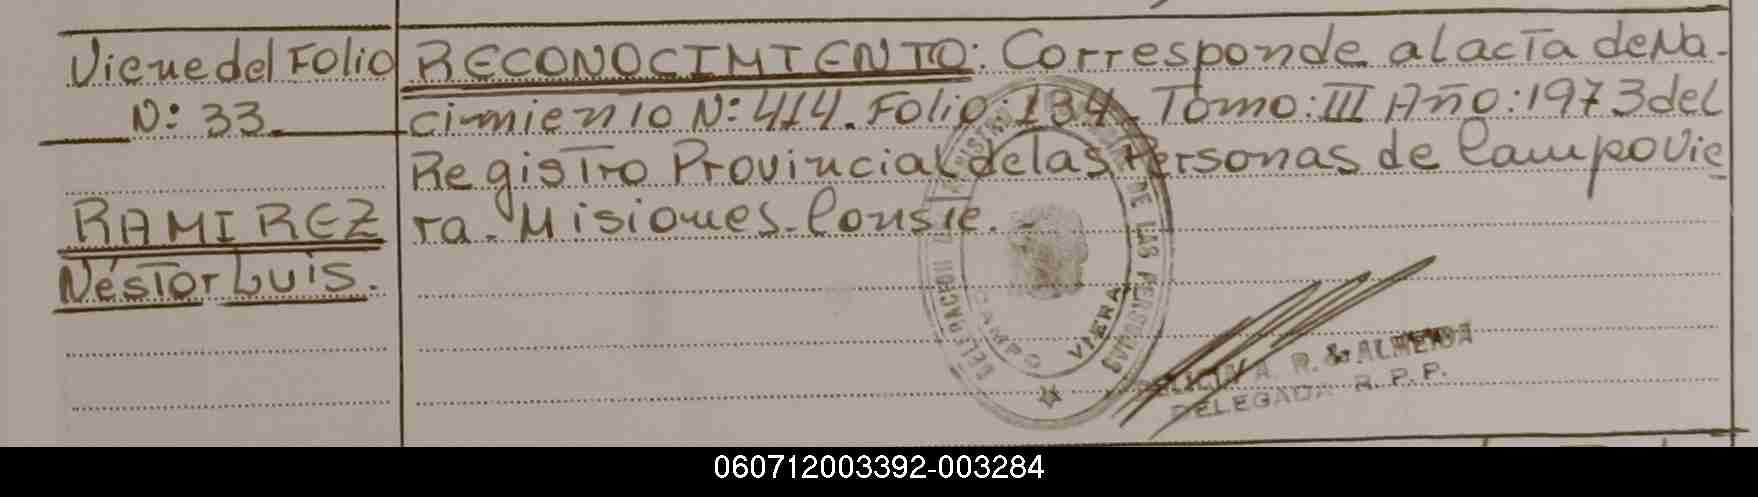 Viene del Folio
N: 33.
RAMIREZ
Néstor Luis.
RECONOCIMIENTO: Corresponde al acta de Na-
cimiento N: 414. Folio: 184. Tomo: III Año: 1973 del
Registro Provincial de las Personas de Campo Vie
ra. Misiones. Conste.
CAMPO VIERA
DE LAS PERSONAS
A. R. de ALMEIDA
DELEGADA R. P. P.
060712003392-003284